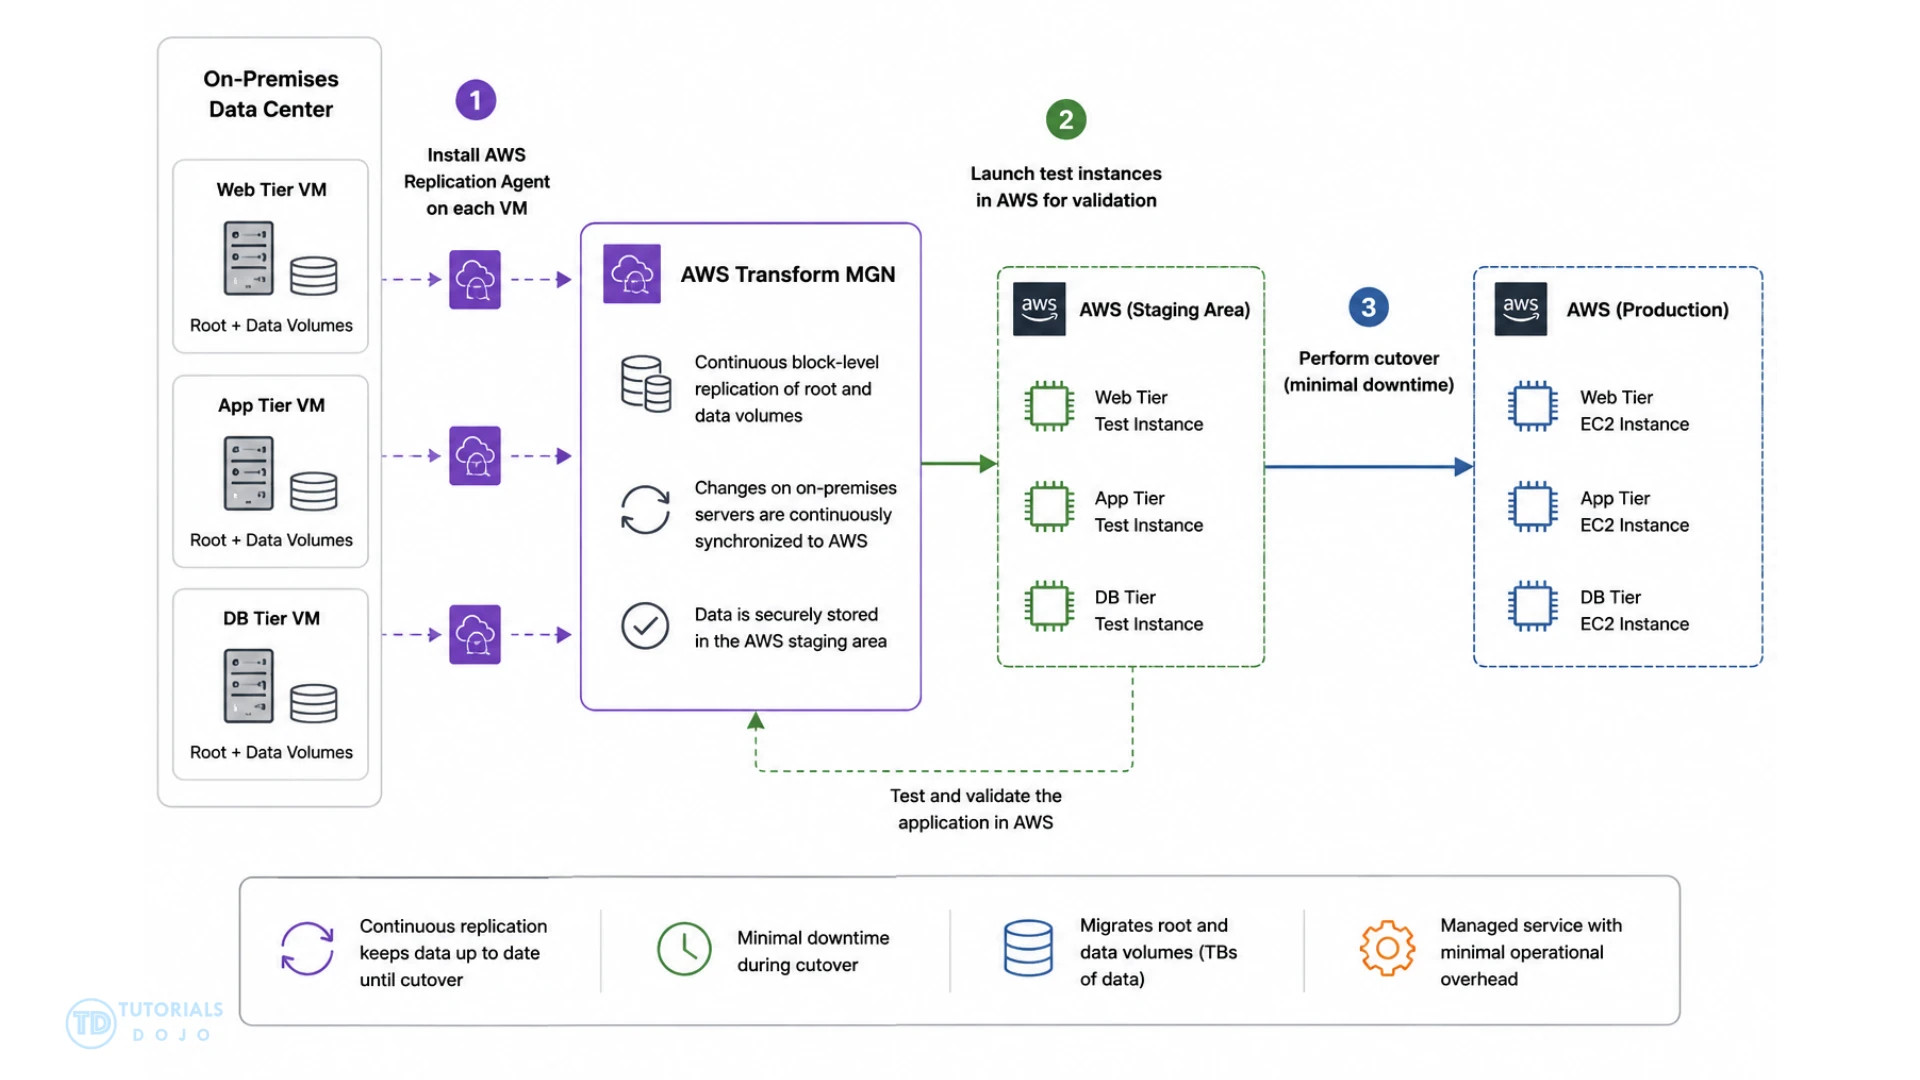 On-Premises
Data Center
Web Tier VM
Root + Data Volumes
App Tier VM
Root + Data Volumes
DB Tier VM
Root + Data Volumes
1
Install AWS
Replication Agent
on each VM
AWS Transform MGN
Continuous block-level
replication of root and
data volumes
Changes on on-premises
servers are continuously
synchronized to AWS
Data is securely stored
in the AWS staging area
2
Launch test instances
in AWS for validation
aws
AWS (Staging Area)
Web Tier
Test Instance
App Tier
Test Instance
DB Tier
Test Instance
Test and validate the
application in AWS
3
Perform cutover
(minimal downtime)
aws
AWS (Production)
Web Tier
EC2 Instance
App Tier
EC2 Instance
DB Tier
EC2 Instance
Continuous replication
keeps data up to date
until cutover
Minimal downtime
during cutover
Migrates root and
data volumes (TBs
of data)
Managed service with
minimal operational
overhead
TD
TUTORIALS
DOJO